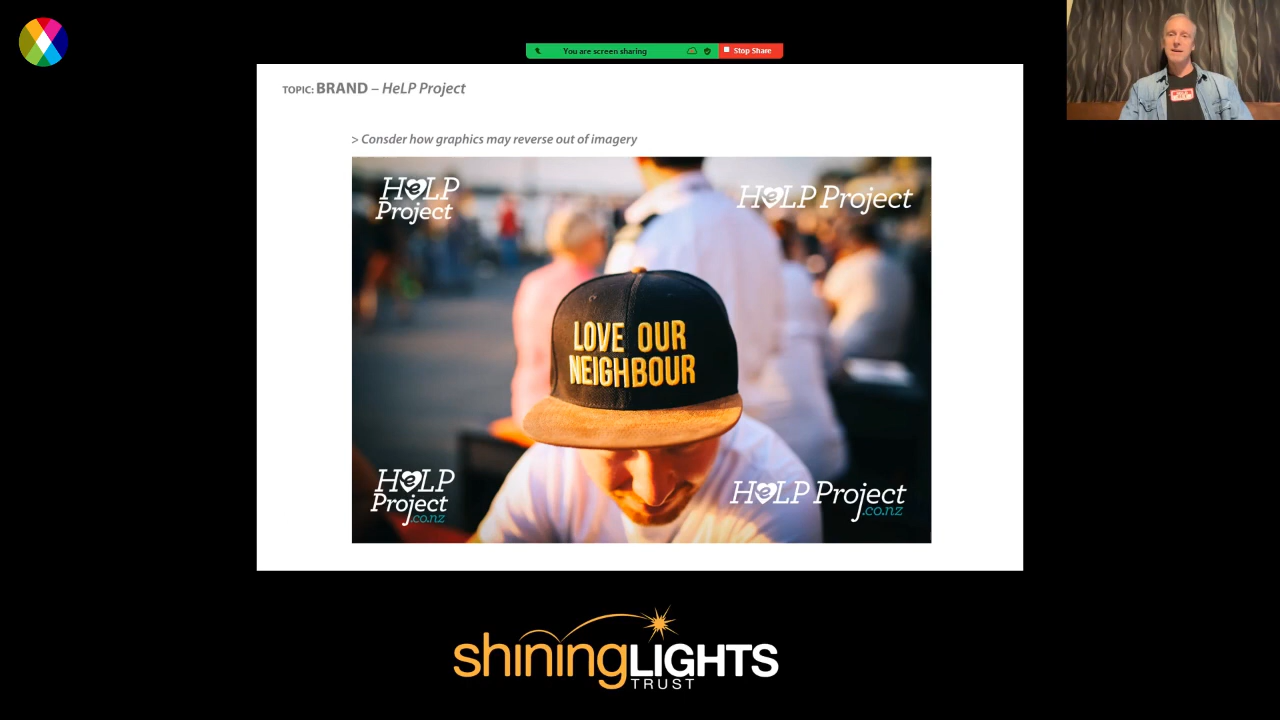 You are screen sharing
Stop Share
TOPIC: BRAND – HeLP Project
> Consder how graphics may reverse out of imagery
HeLP
Project
HeLP Project
LOVE OUR
NEIGHBOUR
HeLP
Project
.co.nz
HeLP Project
.co.nz
shiningLIGHTS
TRUST